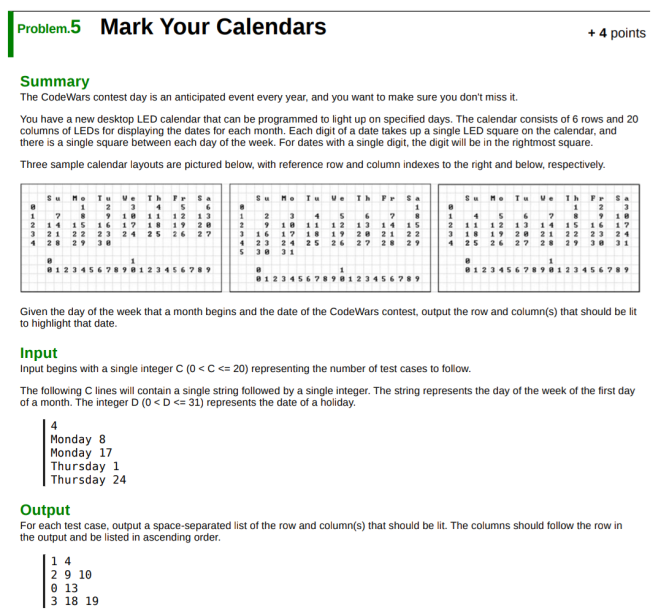 Problem.5 Mark Your Calendars + 4 points
Summary
The CodeWars contest day is an anticipated event every year, and you want to make sure you don't miss it.
You have a new desktop LED calendar that can be programmed to light up on specified days. The calendar consists of 6 rows and 20
columns of LEDs for displaying the dates for each month. Each digit of a date takes up a single LED square on the calendar, and
there is a single square between each day of the week. For dates with a single digit, the digit will be in the rightmost square.
Three sample calendar layouts are pictured below, with reference row and column indexes to the right and below, respectively.
Su Mo Tu We Th Fr Sa
0 1 2 3 4 5 6
1 7 8 9 10 11 12 13
2 14 15 16 17 18 19 20
3 21 22 23 24 25 26 27
4 28 29 30
0 1
0 1 2 3 4 5 6 7 8 9 0 1 2 3 4 5 6 7 8 9
Su Mo Tu We Th Fr Sa
0 1
1 2 3 4 5 6 7 8
2 9 10 11 12 13 14 15
3 16 17 18 19 20 21 22
4 23 24 25 26 27 28 29
5 30 31
0 1
0 1 2 3 4 5 6 7 8 9 0 1 2 3 4 5 6 7 8 9
Su Mo Tu We Th Fr Sa
0 1 2 3
1 4 5 6 7 8 9 10
2 11 12 13 14 15 16 17
3 18 19 20 21 22 23 24
4 25 26 27 28 29 30 31
0 1
0 1 2 3 4 5 6 7 8 9 0 1 2 3 4 5 6 7 8 9
Given the day of the week that a month begins and the date of the CodeWars contest, output the row and column(s) that should be lit
to highlight that date.
Input
Input begins with a single integer C (0 < C <= 20) representing the number of test cases to follow.
The following C lines will contain a single string followed by a single integer. The string represents the day of the week of the first day
of a month. The integer D (0 < D <= 31) represents the date of a holiday.
4
Monday 8
Monday 17
Thursday 1
Thursday 24
Output
For each test case, output a space-separated list of the row and column(s) that should be lit. The columns should follow the row in
the output and be listed in ascending order.
1 4
2 9 10
0 13
3 18 19